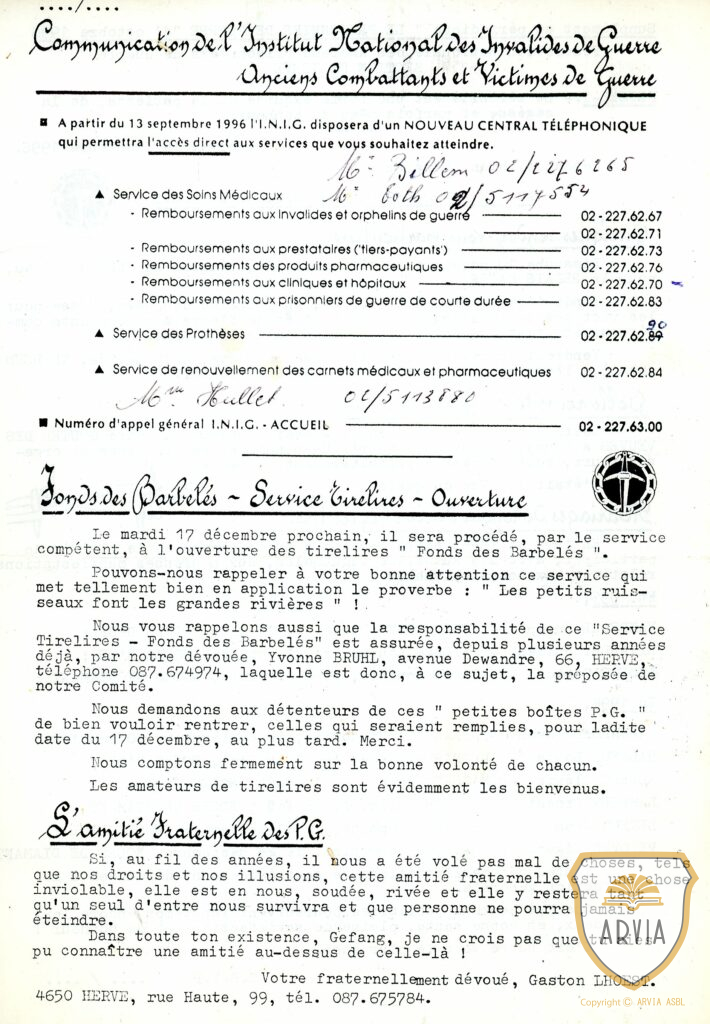 ..../....
Communication de l'Institut National des Invalides de Guerre
Anciens Combattants et Victimes de Guerre
■ A partir du 13 septembre 1996 l'I.N.I.G. disposera d'un NOUVEAU CENTRAL TÉLÉPHONIQUE
qui permettra l'accès direct aux services que vous souhaitez atteindre.
Mr. Billem 02/2276265
▲ Service des Soins Médicaux Mr 02/5117554
- Remboursements aux invalides et orphelins de guerre 02-227.62.67
02-227.62.71
- Remboursements aux prestataires ('tiers-payants') 02-227.62.73
- Remboursements des produits pharmaceutiques 02-227.62.76
- Remboursements aux cliniques et hôpitaux 02-227.62.70
- Remboursements aux prisonniers de guerre de courte durée 02-227.62.83
90
▲ Service des Prothèses 02-227.62.89
▲ Service de renouvellement des carnets médicaux et pharmaceutiques 02-227.62.84
Mme Hullet. 02/5113880
■ Numéro d'appel général I.N.I.G. - ACCUEIL 02-227.63.00
Fonds des Barbelés - Service Tirelires - Ouverture
Le mardi 17 décembre prochain, il sera procédé, par le service
compétent, à l'ouverture des tirelires " Fonds des Barbelés ".
Pouvons-nous rappeler à votre bonne attention ce service qui
met tellement bien en application le proverbe : " Les petits ruis-
seaux font les grandes rivières " !
Nous vous rappelons aussi que la responsabilité de ce "Service
Tirelires - Fonds des Barbelés" est assurée, depuis plusieurs années
déjà, par notre dévouée, Yvonne BRUHL, avenue Dewandre, 66, HERVE,
téléphone 087.674974, laquelle est donc, à ce sujet, la préposée de
notre Comité.
Nous demandons aux détenteurs de ces " petites boîtes P.G. "
de bien vouloir rentrer, celles qui seraient remplies, pour ladite
date du 17 décembre, au plus tard. Merci.
Nous comptons fermement sur la bonne volonté de chacun.
Les amateurs de tirelires sont évidemment les bienvenus.
L'amitié Fraternelle des P.G.
Si, au fil des années, il nous a été volé pas mal de choses, tels
que nos droits et nos illusions, cette amitié fraternelle est une chose
inviolable, elle est en nous, soudée, rivée et elle y restera tant
qu'un seul d'entre nous survivra et que personne ne pourra jamais
éteindre.
Dans toute ton existence, Gefang, je ne crois pas que tu aies
pu connaître une amitié au-dessus de celle-là !
Votre fraternellement dévoué, Gaston LHOEST.
4650 HERVE, rue Haute, 99, tél. 087.675784.
ARVIA
Copyright © ARVIA ASBL